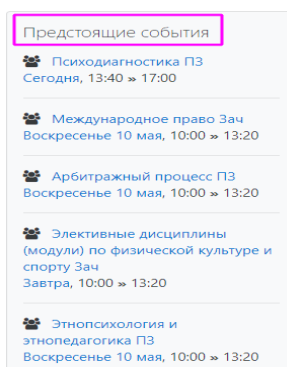 Предстоящие события
Психодиагностика ПЗ
Сегодня, 13:40 » 17:00
Международное право Зач
Воскресенье 10 мая, 10:00 » 13:20
Арбитражный процесс ПЗ
Воскресенье 10 мая, 10:00 » 13:20
Элективные дисциплины
(модули) по физической культуре и
спорту Зач
Завтра, 10:00 » 13:20
Этнопсихология и
этнопедагогика ПЗ
Воскресенье 10 мая, 10:00 » 13:20